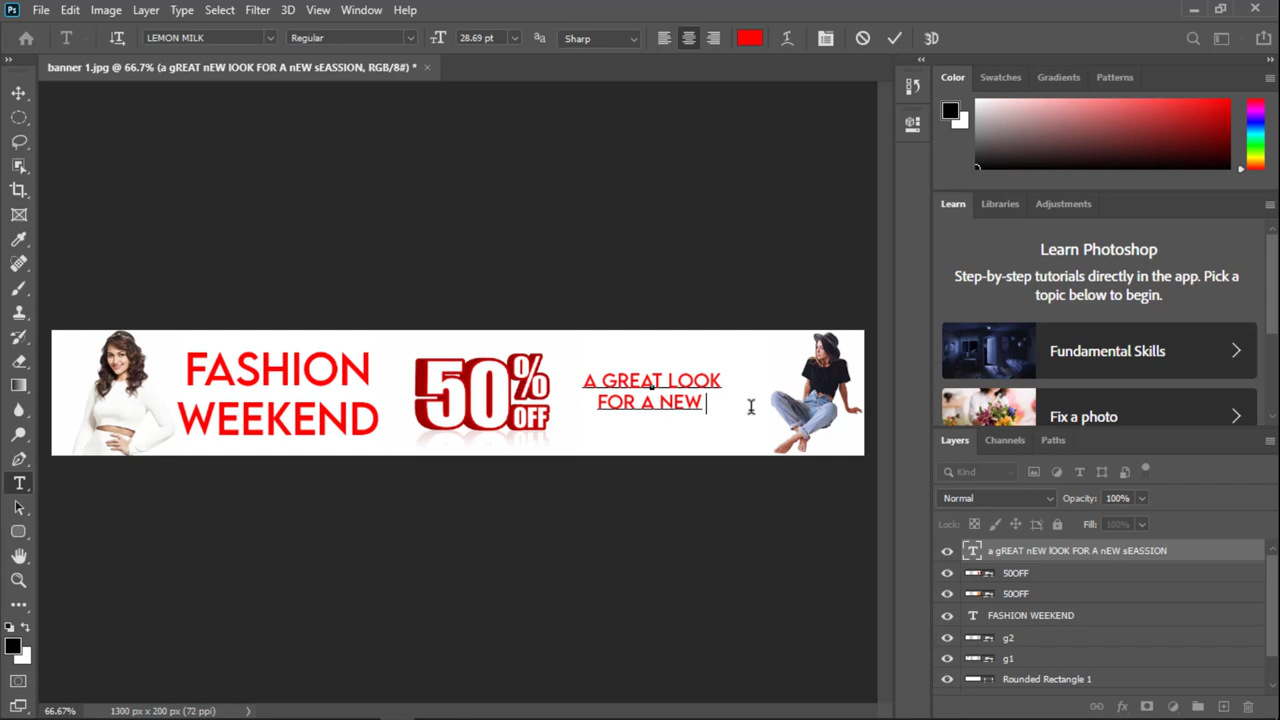 Ps File Edit Image Layer Type Select Filter 3D View Window Help
T LEMON MILK Regular 28.69 pt Sharp 3D
banner 1.jpg @ 66.7% (a gREAT nEW lOOK FOR A nEW sEASSION, RGB/8#) * ×
Color Swatches Gradients Patterns
Learn Libraries Adjustments
Learn Photoshop
Step-by-step tutorials directly in the app. Pick a
topic below to begin.
Fundamental Skills
Fix a photo
FASHION
WEEKEND
50% OFF
A GREAT LOOK
FOR A NEW
Layers Channels Paths
Kind
Normal Opacity: 100%
Lock: Fill: 100%
T a gREAT nEW lOOK FOR A nEW sEASSION
50OFF
50OFF
T FASHION WEEKEND
g2
g1
Rounded Rectangle 1
66.67% 1300 px x 200 px (72 ppi)